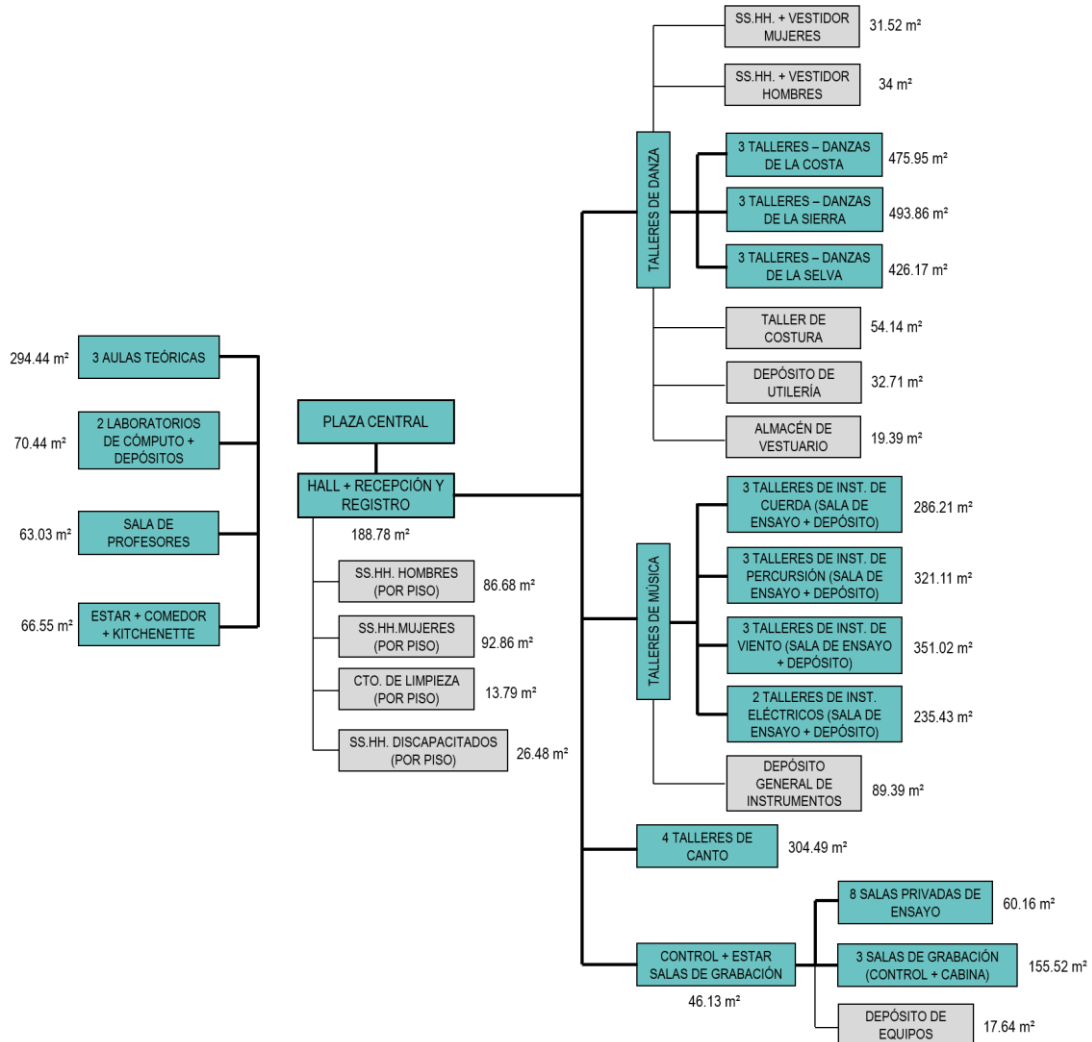 294.44 m²
3 AULAS TEÓRICAS
70.44 m²
2 LABORATORIOS
DE CÓMPUTO +
DEPÓSITOS
63.03 m²
SALA DE
PROFESORES
66.55 m²
ESTAR + COMEDOR
+ KITCHENETTE
PLAZA CENTRAL
HALL + RECEPCIÓN Y
REGISTRO
188.78 m²
SS.HH. HOMBRES
(POR PISO)
86.68 m²
SS.HH.MUJERES
(POR PISO)
92.86 m²
CTO. DE LIMPIEZA
(POR PISO)
13.79 m²
SS.HH. DISCAPACITADOS
(POR PISO)
26.48 m²
TALLERES DE DANZA
SS.HH. + VESTIDOR
MUJERES
31.52 m²
SS.HH. + VESTIDOR
HOMBRES
34 m²
3 TALLERES – DANZAS
DE LA COSTA
475.95 m²
3 TALLERES – DANZAS
DE LA SIERRA
493.86 m²
3 TALLERES – DANZAS
DE LA SELVA
426.17 m²
TALLER DE
COSTURA
54.14 m²
DEPÓSITO DE
UTILERÍA
32.71 m²
ALMACÉN DE
VESTUARIO
19.39 m²
TALLERES DE MÚSICA
3 TALLERES DE INST. DE
CUERDA (SALA DE
ENSAYO + DEPÓSITO)
286.21 m²
3 TALLERES DE INST. DE
PERCURSIÓN (SALA DE
ENSAYO + DEPÓSITO)
321.11 m²
3 TALLERES DE INST. DE
VIENTO (SALA DE ENSAYO
+ DEPÓSITO)
351.02 m²
2 TALLERES DE INST.
ELÉCTRICOS (SALA DE
ENSAYO + DEPÓSITO)
235.43 m²
DEPÓSITO
GENERAL DE
INSTRUMENTOS
89.39 m²
4 TALLERES DE
CANTO
304.49 m²
CONTROL + ESTAR
SALAS DE GRABACIÓN
46.13 m²
8 SALAS PRIVADAS DE
ENSAYO
60.16 m²
3 SALAS DE GRABACIÓN
(CONTROL + CABINA)
155.52 m²
DEPÓSITO DE
EQUIPOS
17.64 m²